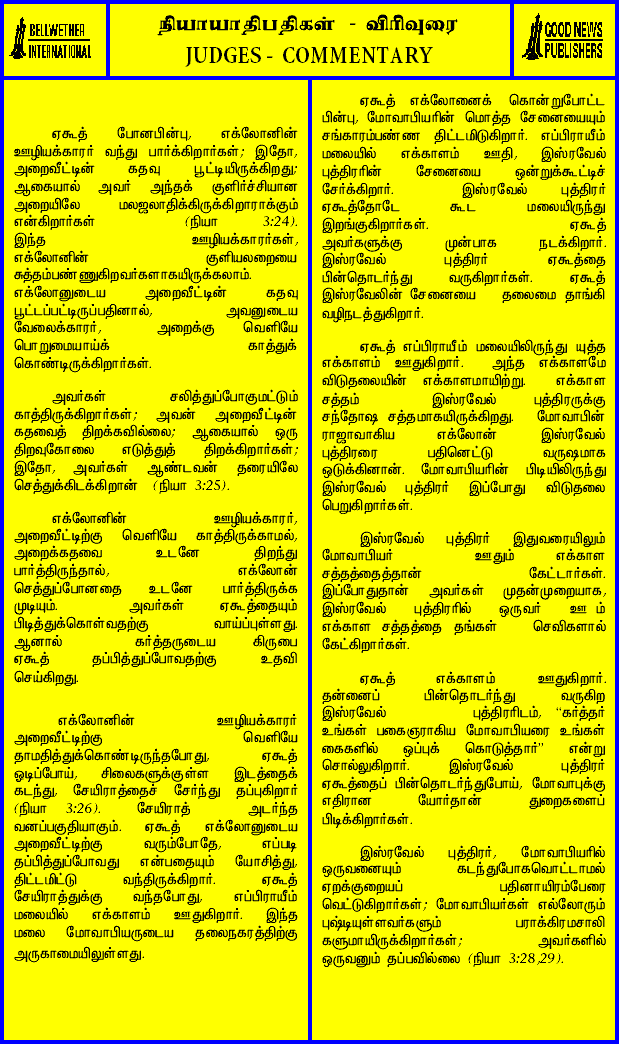 BELLWETHER
INTERNATIONAL
நியாயாதிபதிகள் - விரிவுரை
JUDGES - COMMENTARY
GOOD NEWS
PUBLISHERS
ஏகூத் போனபின்பு, எக்லோனின்
ஊழியக்காரர் வந்து பார்க்கிறார்கள்; இதோ,
அறைவீட்டின் கதவு பூட்டியிருக்கிறது;
ஆகையால் அவர் அந்தக் குளிர்ச்சியான
அறையிலே மலஜலாதிக்கிருக்கிறாராக்கும்
என்கிறார்கள் (நியா 3:24).
இந்த ஊழியக்காரர்கள்,
எக்லோனின் குளியலறையை
சுத்தம்பண்ணுகிறவர்களாகயிருக்கலாம்.
எக்லோனுடைய அறைவீட்டின் கதவு
பூட்டப்பட்டிருப்பதினால், அவனுடைய
வேலைக்காரர், அறைக்கு வெளியே
பொறுமையாய்க் காத்துக்
கொண்டிருக்கிறார்கள்.
அவர்கள் சலித்துப்போகுமட்டும்
காத்திருக்கிறார்கள்; அவன் அறைவீட்டின்
கதவைத் திறக்கவில்லை; ஆகையால் ஒரு
திறவுகோலை எடுத்துத் திறக்கிறார்கள்;
இதோ, அவர்கள் ஆண்டவன் தரையிலே
செத்துக்கிடக்கிறான் (நியா 3:25).
எக்லோனின் ஊழியக்காரர்,
அறைவீட்டிற்கு வெளியே காத்திருக்காமல்,
அறைக்கதவை உடனே திறந்து
பார்த்திருந்தால், எக்லோன்
செத்துப்போனதை உடனே பார்த்திருக்க
முடியும். அவர்கள் ஏகூத்தையும்
பிடித்துக்கொள்வதற்கு வாய்ப்புள்ளது.
ஆனால் கர்த்தருடைய கிருபை
ஏகூத் தப்பித்துப்போவதற்கு உதவி
செய்கிறது.
எக்லோனின் ஊழியக்காரர்
அறைவீட்டிற்கு வெளியே
தாமதித்துக்கொண்டிருந்தபோது, ஏகூத்
ஓடிப்போய், சிலைகளுக்குள்ள இடத்தைக்
கடந்து, சேயிராத்தைச் சேர்ந்து தப்புகிறார்
(நியா 3:26). சேயிராத் அடர்ந்த
வனப்பகுதியாகும். ஏகூத் எக்லோனுடைய
அறைவீட்டிற்கு வரும்போதே, எப்படி
தப்பித்துப்போவது என்பதையும் யோசித்து,
திட்டமிட்டு வந்திருக்கிறார். ஏகூத்
சேயிராத்துக்கு வந்தபோது, எப்பிராயீம்
மலையில் எக்காளம் ஊதுகிறார். இந்த
மலை மோவாபியருடைய தலைநகரத்திற்கு
அருகாமையிலுள்ளது.
ஏகூத் எக்லோனைக் கொன்றுபோட்ட
பின்பு, மோவாபியரின் மொத்த சேனையையும்
சங்காரம்பண்ண திட்டமிடுகிறார். எப்பிராயீம்
மலையில் எக்காளம் ஊதி, இஸ்ரவேல்
புத்திரரின் சேனையை ஒன்றுக்கூட்டிச்
சேர்க்கிறார். இஸ்ரவேல் புத்திரர்
ஏகூத்தோடே கூட மலையிருந்து
இறங்குகிறார்கள். ஏகூத்
அவர்களுக்கு முன்பாக நடக்கிறார்.
இஸ்ரவேல் புத்திரர் ஏகூத்தை
பின்தொடர்ந்து வருகிறார்கள். ஏகூத்
இஸ்ரவேலின் சேனையை தலைமை தாங்கி
வழிநடத்துகிறார்.
ஏகூத் எப்பிராயீம் மலையிலிருந்து யுத்த
எக்காளம் ஊதுகிறார். அந்த எக்காளமே
விடுதலையின் எக்காளமாயிற்று. எக்காள
சத்தம் இஸ்ரவேல் புத்திரருக்கு
சந்தோஷ சத்தமாகயிருக்கிறது. மோவாபின்
ராஜாவாகிய எக்லோன் இஸ்ரவேல்
புத்திரரை பதினெட்டு வருஷமாக
ஒடுக்கினான். மோவாபியரின் பிடியிலிருந்து
இஸ்ரவேல் புத்திரர் இப்போது விடுதலை
பெறுகிறார்கள்.
இஸ்ரவேல் புத்திரர் இதுவரையிலும்
மோவாபியர் ஊதும் எக்காள
சத்தத்தைத்தான் கேட்டார்கள்.
இப்போதுதான் அவர்கள் முதன்முறையாக,
இஸ்ரவேல் புத்திரரில் ஒருவர் ஊ ம்
எக்காள சத்தத்தை தங்கள் செவிகளால்
கேட்கிறார்கள்.
ஏகூத் எக்காளம் ஊதுகிறார்.
தன்னைப் பின்தொடர்ந்து வருகிற
இஸ்ரவேல் புத்திரரிடம், “கர்த்தர்
உங்கள் பகைஞராகிய மோவாபியரை உங்கள்
கைகளில் ஒப்புக் கொடுத்தார்” என்று
சொல்லுகிறார். இஸ்ரவேல் புத்திரர்
ஏகூத்தைப் பின்தொடர்ந்துபோய், மோவாபுக்கு
எதிரான யோர்தான் துறைகளைப்
பிடிக்கிறார்கள்.
இஸ்ரவேல் புத்திரர், மோவாபியரில்
ஒருவனையும் கடந்துபோகவொட்டாமல்
ஏறக்குறையப் பதினாயிரம்பேரை
வெட்டுகிறார்கள்; மோவாபியர்கள் எல்லோரும்
புஷ்டியுள்ளவர்களும் பராக்கிரமசாலி
களுமாயிருக்கிறார்கள்; அவர்களில்
ஒருவனும் தப்பவில்லை (நியா 3:28,29).